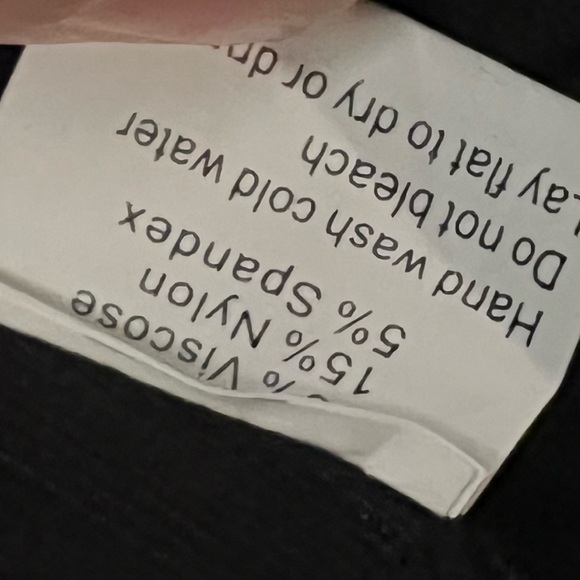 % Viscose
15% Nylon
5% Spandex
Hand wash cold water
Do not bleach
Lay flat to dry or